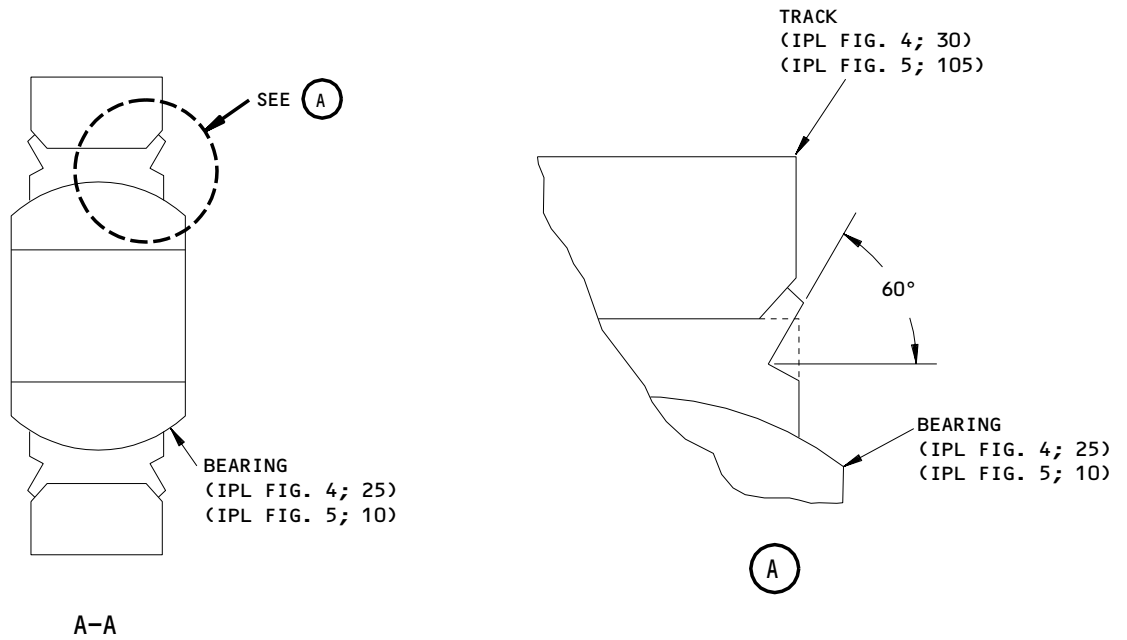 SEE A
BEARING
(IPL FIG. 4; 25)
(IPL FIG. 5; 10)
A-A
TRACK
(IPL FIG. 4; 30)
(IPL FIG. 5; 105)
60°
BEARING
(IPL FIG. 4; 25)
(IPL FIG. 5; 10)
A